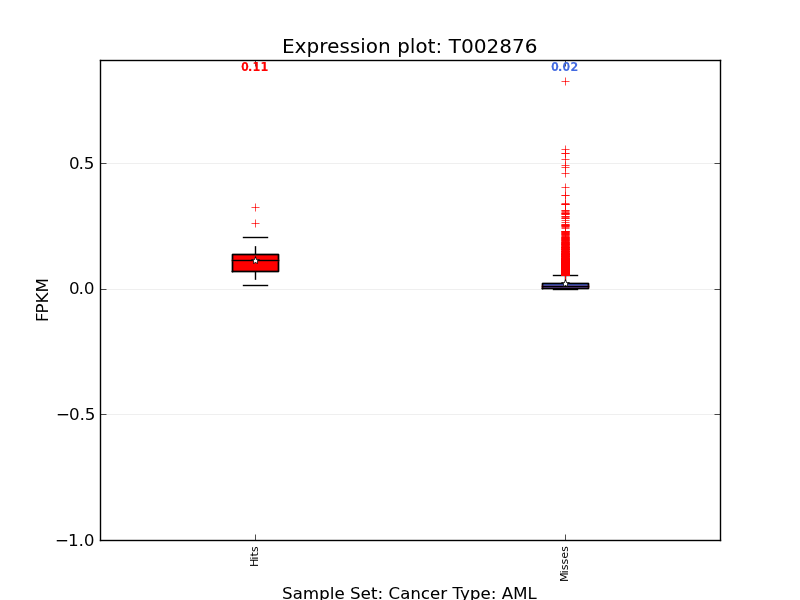 Expression plot: T002876
0.11
0.02
0.5
0.0
−0.5
−1.0
FPKM
Hits
Misses
Sample Set: Cancer Type: AML